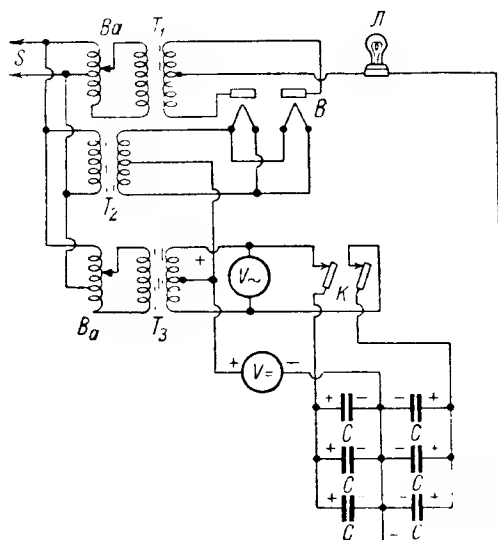 Ba T₁ Л
S
B
T₂
+
V~
K
Ba T₃
+ V= −
+ − − +
C C
+ − − +
C C
+ − − +
C C
−